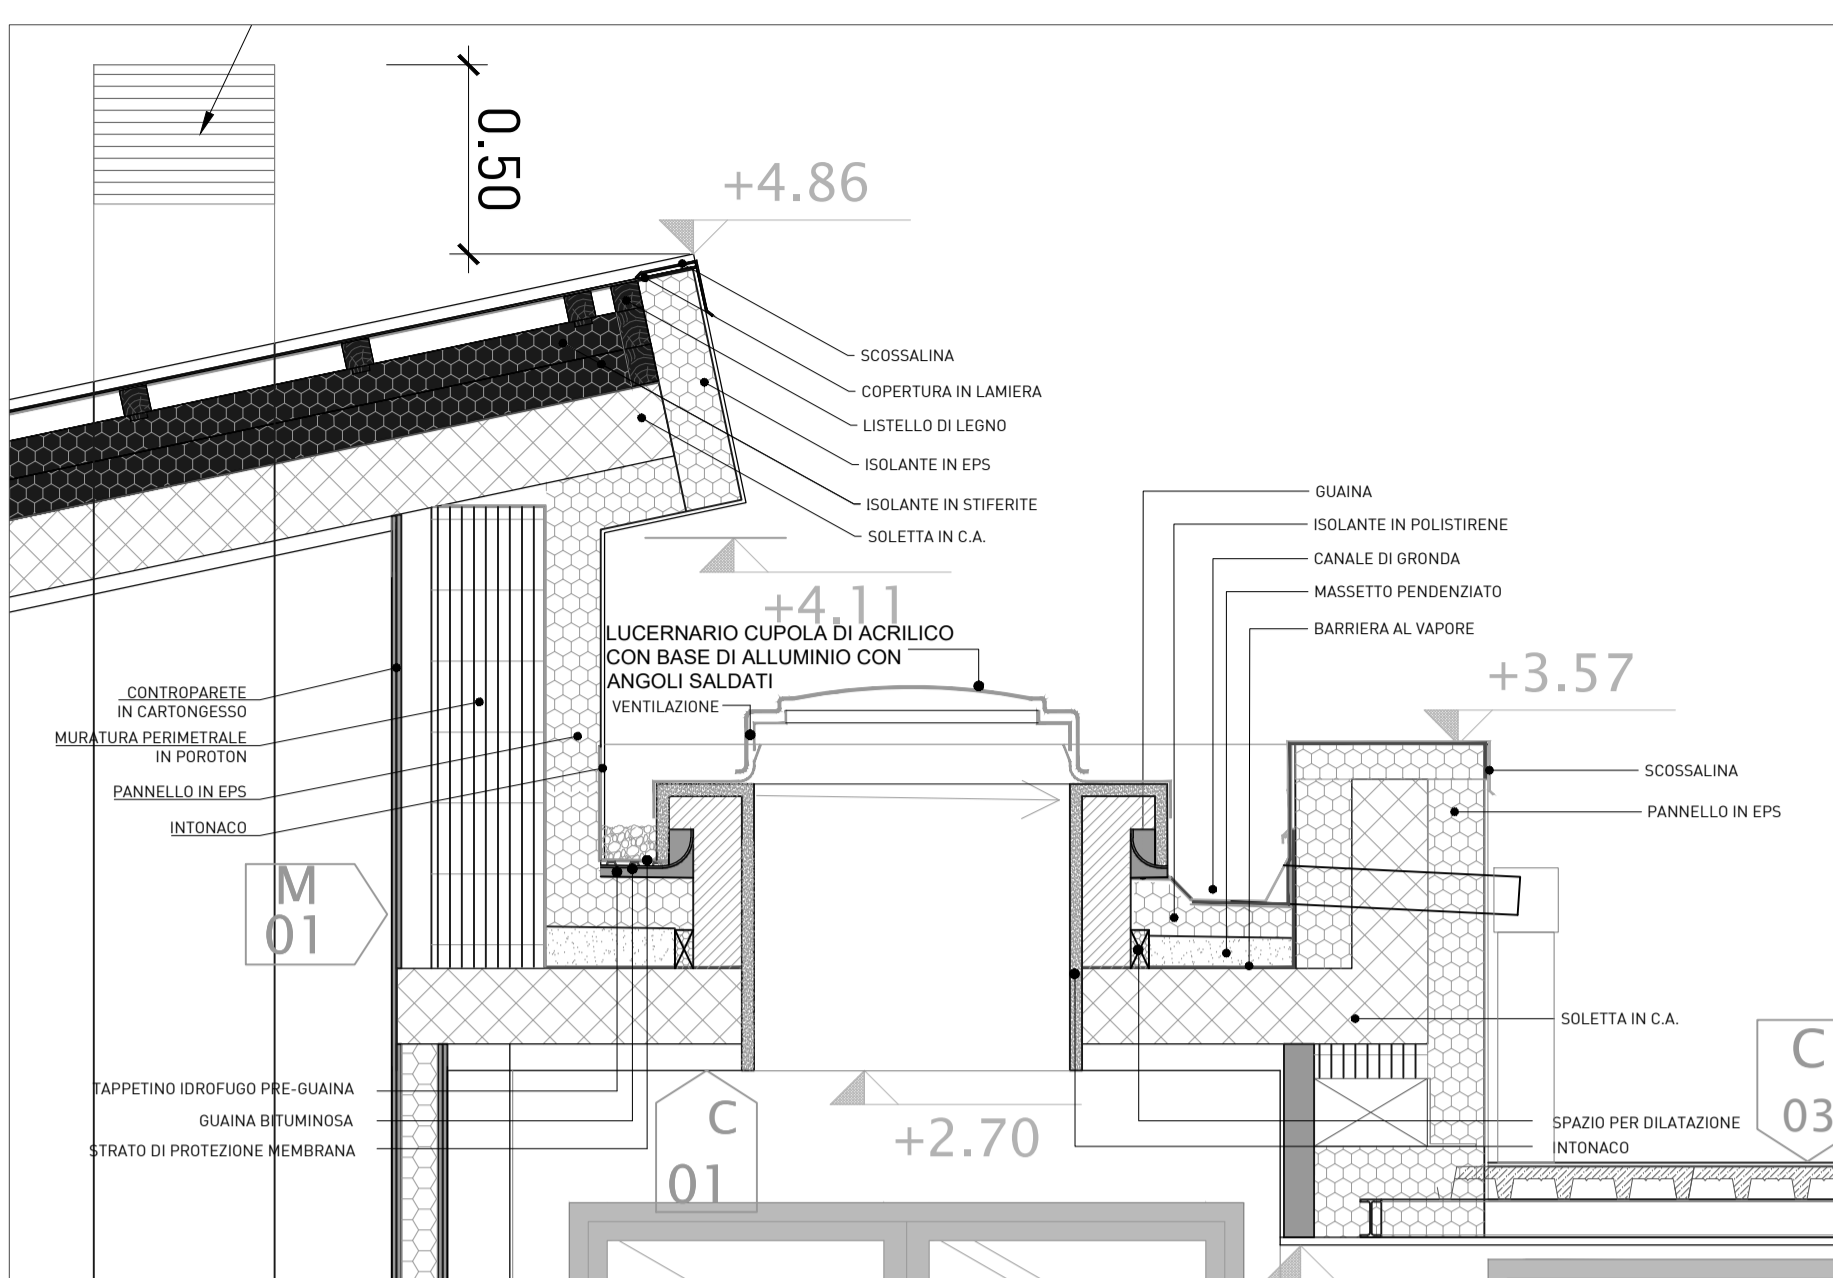 0.50
+4.86
SCOSSALINA
COPERTURA IN LAMIERA
LISTELLO DI LEGNO
ISOLANTE IN EPS
ISOLANTE IN STIFERITE
SOLETTA IN C.A.
GUAINA
ISOLANTE IN POLISTIRENE
CANALE DI GRONDA
MASSETTO PENDENZIATO
BARRIERA AL VAPORE
+4.11
LUCERNARIO CUPOLA DI ACRILICO
CON BASE DI ALLUMINIO CON
ANGOLI SALDATI
VENTILAZIONE
+3.57
CONTROPARETE
IN CARTONGESSO
MURATURA PERIMETRALE
IN POROTON
PANNELLO IN EPS
INTONACO
SCOSSALINA
PANNELLO IN EPS
M
01
SOLETTA IN C.A.
TAPPETINO IDROFUGO PRE-GUAINA
GUAINA BITUMINOSA
STRATO DI PROTEZIONE MEMBRANA
C
01
+2.70
SPAZIO PER DILATAZIONE
INTONACO
C
03